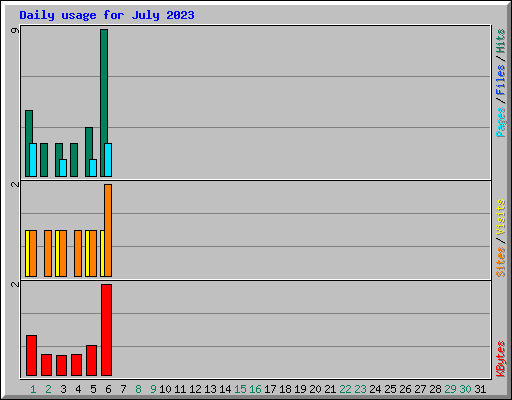 Daily usage for July 2023
9
Pages / Files / Hits
2
Sites / Visits
2
KBytes
1 2 3 4 5 6 7 8 9 10 11 12 13 14 15 16 17 18 19 20 21 22 23 24 25 26 27 28 29 30 31